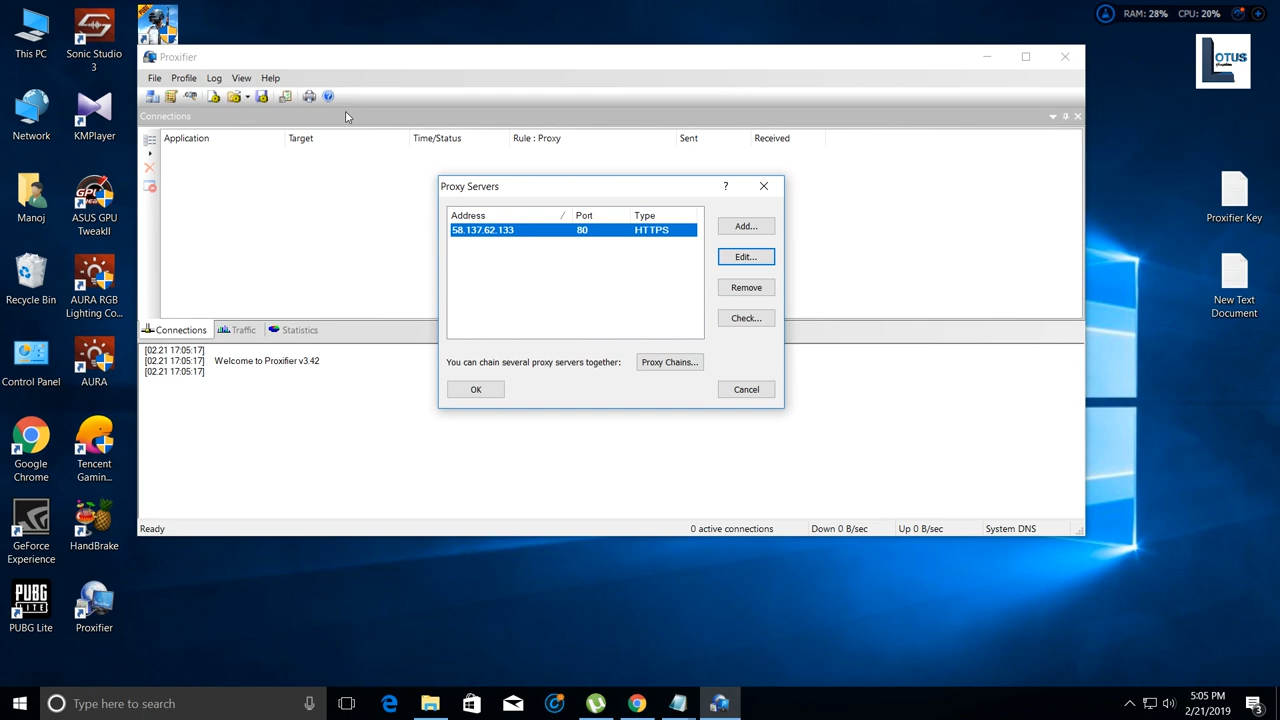 This PC
Sonic Studio
3
PUBG
RAM: 28%
CPU: 20%
Proxifier
File
Profile
Log
View
Help
Connections
Application
Target
Time/Status
Rule : Proxy
Sent
Received
Proxy Servers
?
Address
Port
Type
58.137.62.133
80
HTTPS
Add...
Edit...
Remove
Check...
You can chain several proxy servers together:
Proxy Chains...
OK
Cancel
Connections
Traffic
Statistics
[02.21 17:05:17]
[02.21 17:05:17] Welcome to Proxifier v3.42
[02.21 17:05:17]
Ready
0 active connections
Down 0 B/sec
Up 0 B/sec
System DNS
Network
KMPlayer
Manoj
GPU
ASUS GPU
TweakII
Recycle Bin
AURA RGB
Lighting Co...
Control Panel
AURA
Google
Chrome
Tencent
Gamin...
GeForce
Experience
HandBrake
PUBG
LITE
PUBG Lite
Proxifier
LOTUS
Proxifier Key
New Text
Document
Type here to search
5:05 PM
2/21/2019
3